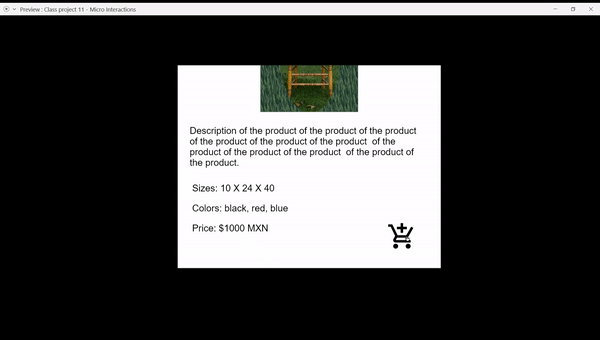 Preview : Class project 11 - Micro Interactions
Description of the product of the product of the product
of the product of the product of the product  of the
product of the product of the product  of the product of
the product.
Sizes: 10 X 24 X 40
Colors: black, red, blue
Price: $1000 MXN